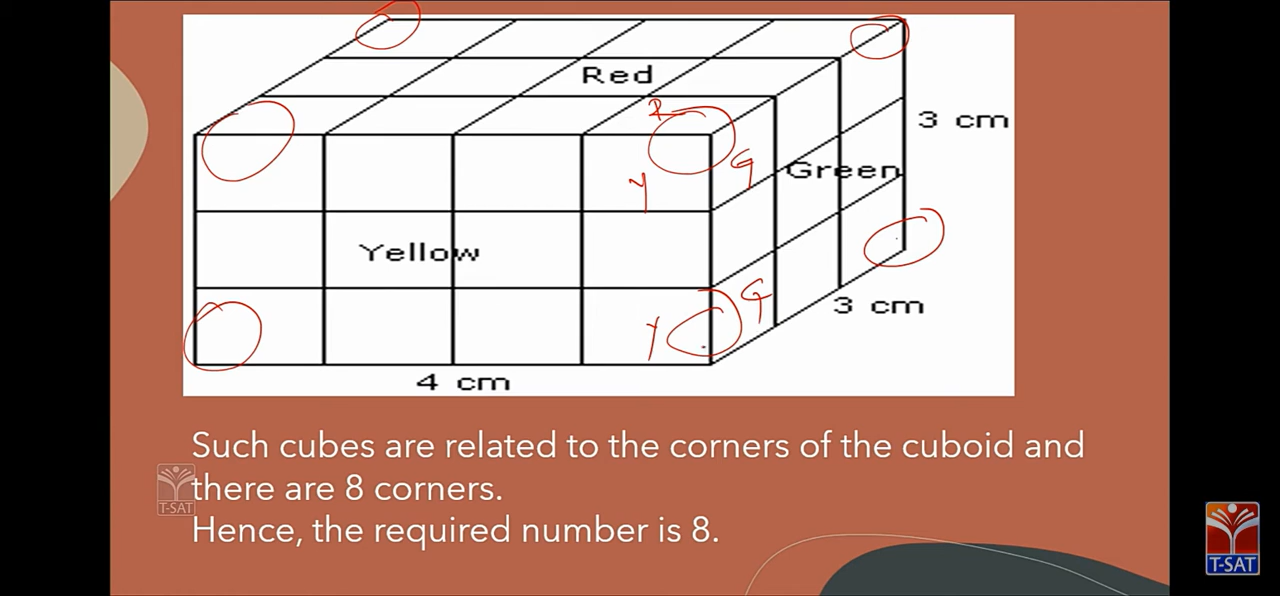 Red
R
3 cm
G
Green
Y
Yellow
G
Y
3 cm
4 cm
Such cubes are related to the corners of the cuboid and
there are 8 corners.
Hence, the required number is 8.
T-SAT
T-SAT